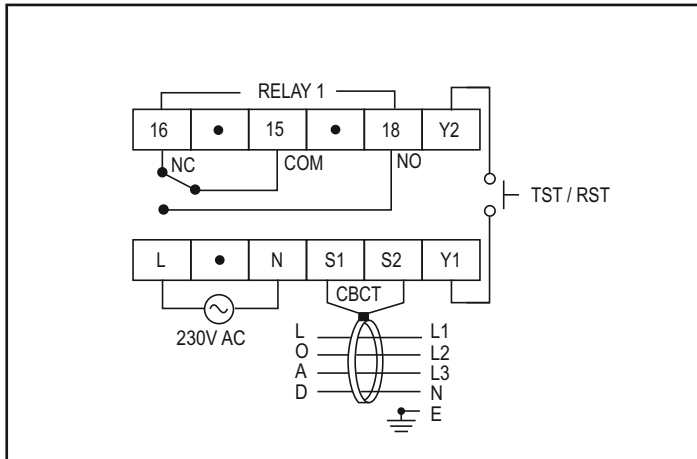 RELAY 1
16 • 15 • 18 Y2
NC COM NO
TST / RST
L • N S1 S2 Y1
CBCT
230V AC
L L1
O L2
A L3
D N
E